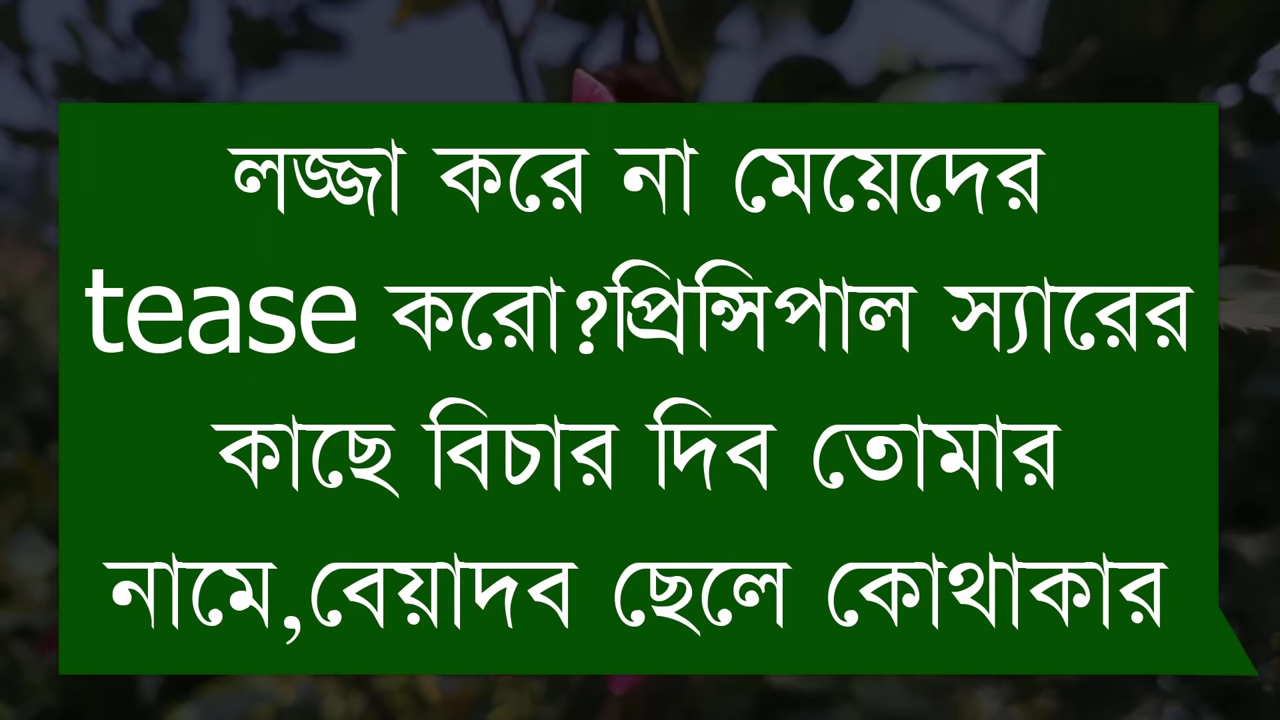 লজ্জা করে না মেয়েদের
tease করো?প্রিন্সিপাল স্যারের
কাছে বিচার দিব তোমার
নামে,বেয়াদব ছেলে কোথাকার